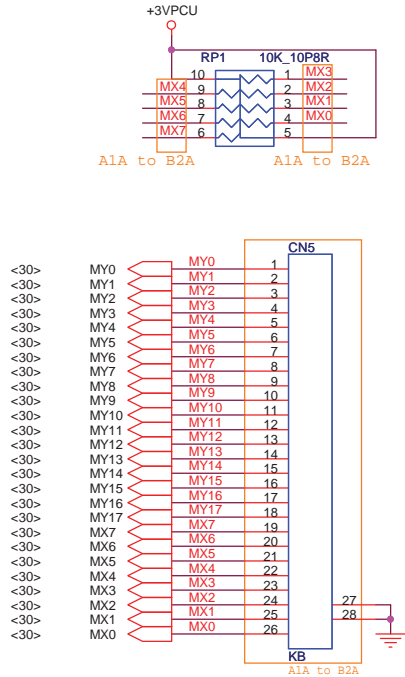 +3VPCU
RP1 10K_10P8R
10 1 MX3
MX4 9 2 MX2
MX5 8 3 MX1
MX6 7 4 MX0
MX7 6 5
A1A to B2A A1A to B2A
CN5
<30> MY0 MY0 1
<30> MY1 MY1 2
<30> MY2 MY2 3
<30> MY3 MY3 4
<30> MY4 MY4 5
<30> MY5 MY5 6
<30> MY6 MY6 7
<30> MY7 MY7 8
<30> MY8 MY8 9
<30> MY9 MY9 10
<30> MY10 MY10 11
<30> MY11 MY11 12
<30> MY12 MY12 13
<30> MY13 MY13 14
<30> MY14 MY14 15
<30> MY15 MY15 16
<30> MY16 MY16 17
<30> MY17 MY17 18
<30> MX7 MX7 19
<30> MX6 MX6 20
<30> MX5 MX5 21
<30> MX4 MX4 22
<30> MX3 MX3 23
<30> MX2 MX2 24 27
<30> MX1 MX1 25 28
<30> MX0 MX0 26
KB
A1A to B2A